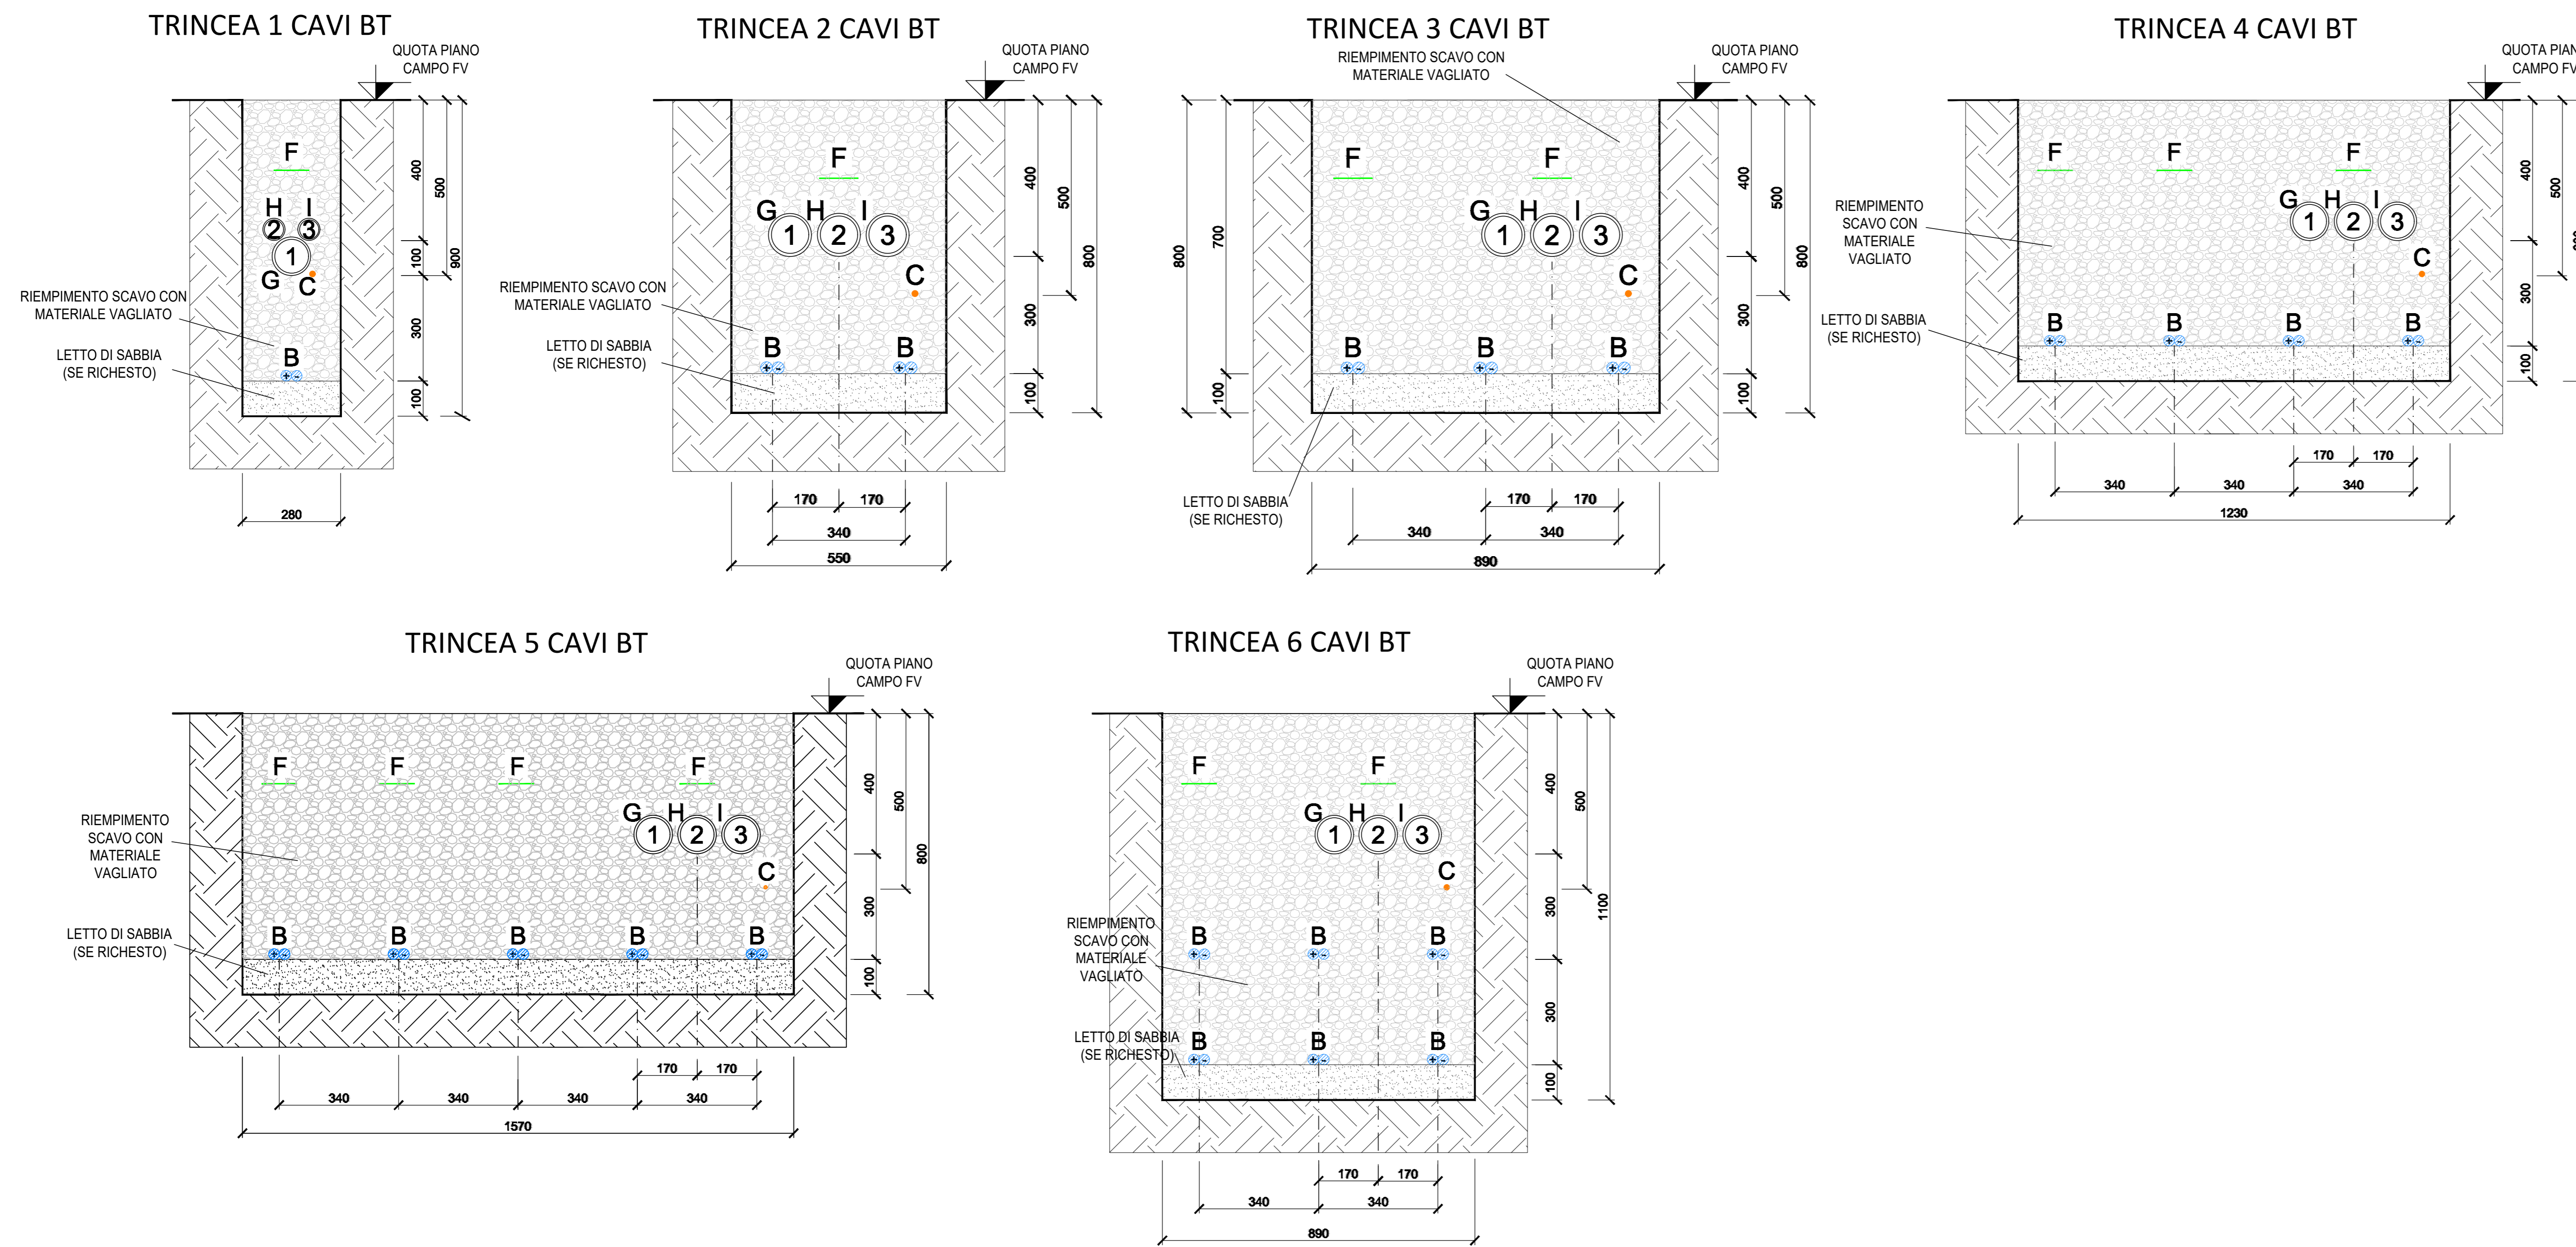 TRINCEA 1 CAVI BT
QUOTA PIANO
CAMPO FV
F
H I
2 3
1
G C
RIEMPIMENTO SCAVO CON
MATERIALE VAGLIATO
LETTO DI SABBIA
(SE RICHESTO)
B
+ -
400
100
300
100
500
900
280
TRINCEA 2 CAVI BT
QUOTA PIANO
CAMPO FV
F
G H I
1 2 3
C
RIEMPIMENTO SCAVO CON
MATERIALE VAGLIATO
LETTO DI SABBIA
(SE RICHESTO)
B B
+ - + -
400
300
100
500
800
170 170
340
550
TRINCEA 3 CAVI BT
RIEMPIMENTO SCAVO CON
MATERIALE VAGLIATO
QUOTA PIANO
CAMPO FV
800
700
100
F F
G H I
1 2 3
C
B B B
+ - + - + -
400
300
100
500
800
LETTO DI SABBIA
(SE RICHESTO)
170 170
340 340
890
TRINCEA 4 CAVI BT
QUOTA PIAN
CAMPO FV
F F F
G H I
1 2 3
C
RIEMPIMENTO
SCAVO CON
MATERIALE
VAGLIATO
LETTO DI SABBIA
(SE RICHESTO)
B B B B
+ - + - + - + -
400
300
100
500
170 170
340 340 340
1230
TRINCEA 5 CAVI BT
QUOTA PIANO
CAMPO FV
F F F F
G H I
1 2 3
C
RIEMPIMENTO
SCAVO CON
MATERIALE
VAGLIATO
LETTO DI SABBIA
(SE RICHESTO)
B B B B B
+ - + - + - + - + -
400
300
100
500
800
170 170
340 340 340 340
1570
TRINCEA 6 CAVI BT
QUOTA PIANO
CAMPO FV
F F
G H I
1 2 3
C
RIEMPIMENTO
SCAVO CON
MATERIALE
VAGLIATO
B B B
+ - + - + -
LETTO DI SABBIA
(SE RICHESTO)
B B B
+ - + - + -
400
300
300
100
500
1100
170 170
340 340
890